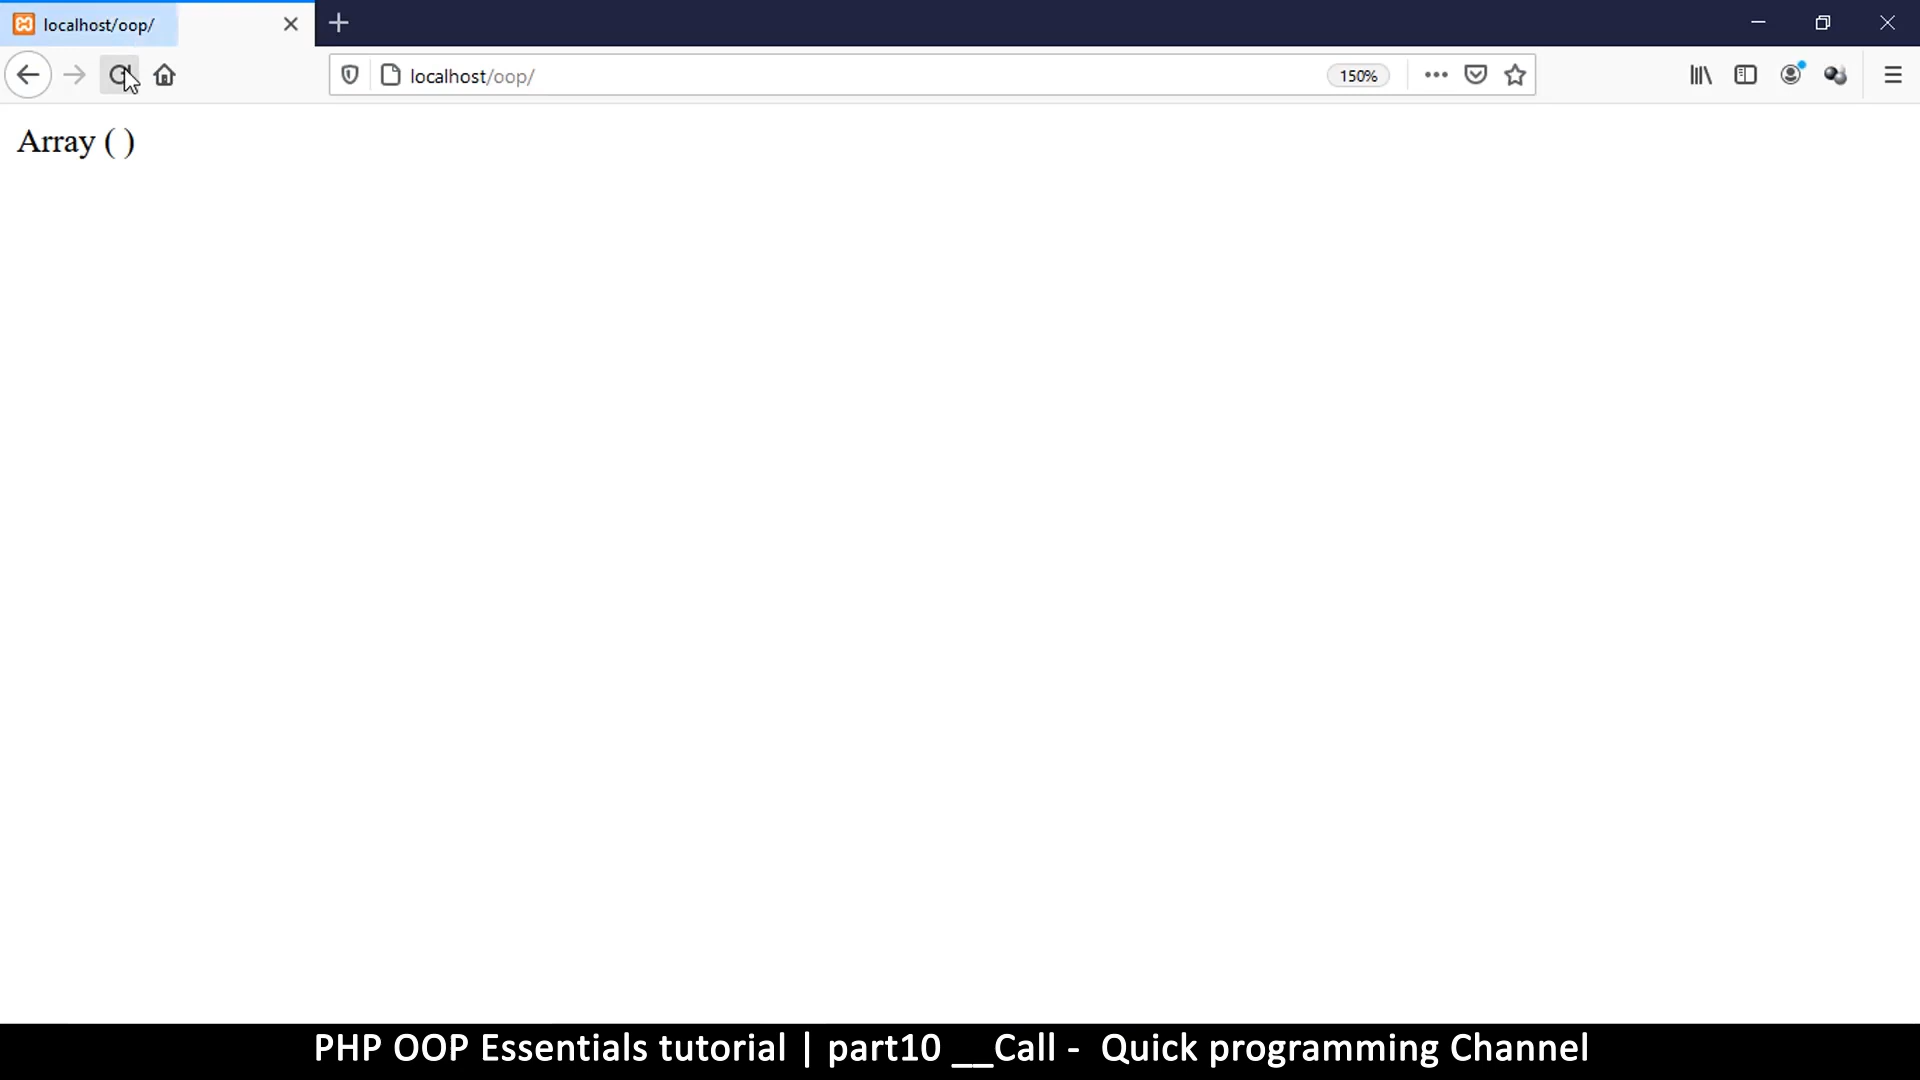 localhost/oop/
localhost/oop/
150%
Array ( )
PHP OOP Essentials tutorial | part10 __Call - Quick programming Channel